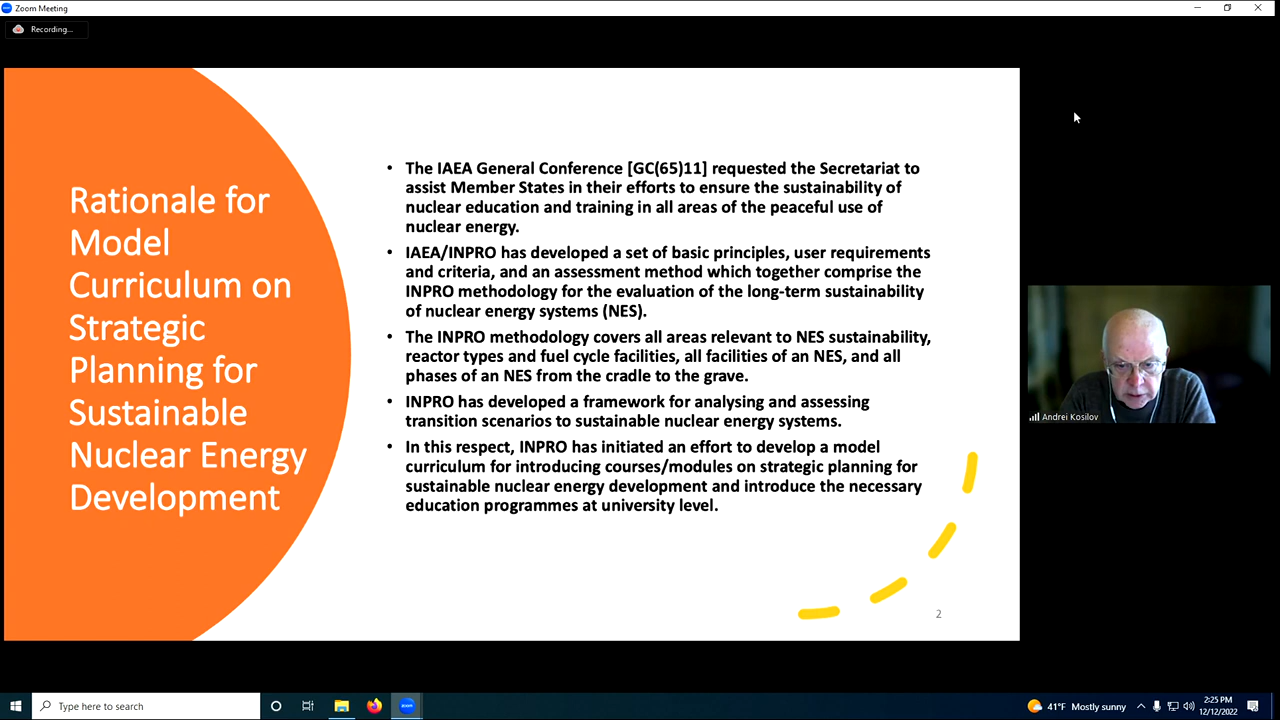 Zoom Meeting
Recording...
Rationale for
Model
Curriculum on
Strategic
Planning for
Sustainable
Nuclear Energy
Development
• The IAEA General Conference [GC(65)11] requested the Secretariat to
assist Member States in their efforts to ensure the sustainability of
nuclear education and training in all areas of the peaceful use of
nuclear energy.
• IAEA/INPRO has developed a set of basic principles, user requirements
and criteria, and an assessment method which together comprise the
INPRO methodology for the evaluation of the long-term sustainability
of nuclear energy systems (NES).
• The INPRO methodology covers all areas relevant to NES sustainability,
reactor types and fuel cycle facilities, all facilities of an NES, and all
phases of an NES from the cradle to the grave.
• INPRO has developed a framework for analysing and assessing
transition scenarios to sustainable nuclear energy systems.
• In this respect, INPRO has initiated an effort to develop a model
curriculum for introducing courses/modules on strategic planning for
sustainable nuclear energy development and introduce the necessary
education programmes at university level.
2
Andrei Kosilov
Type here to search
41°F Mostly sunny
2:25 PM
12/12/2022